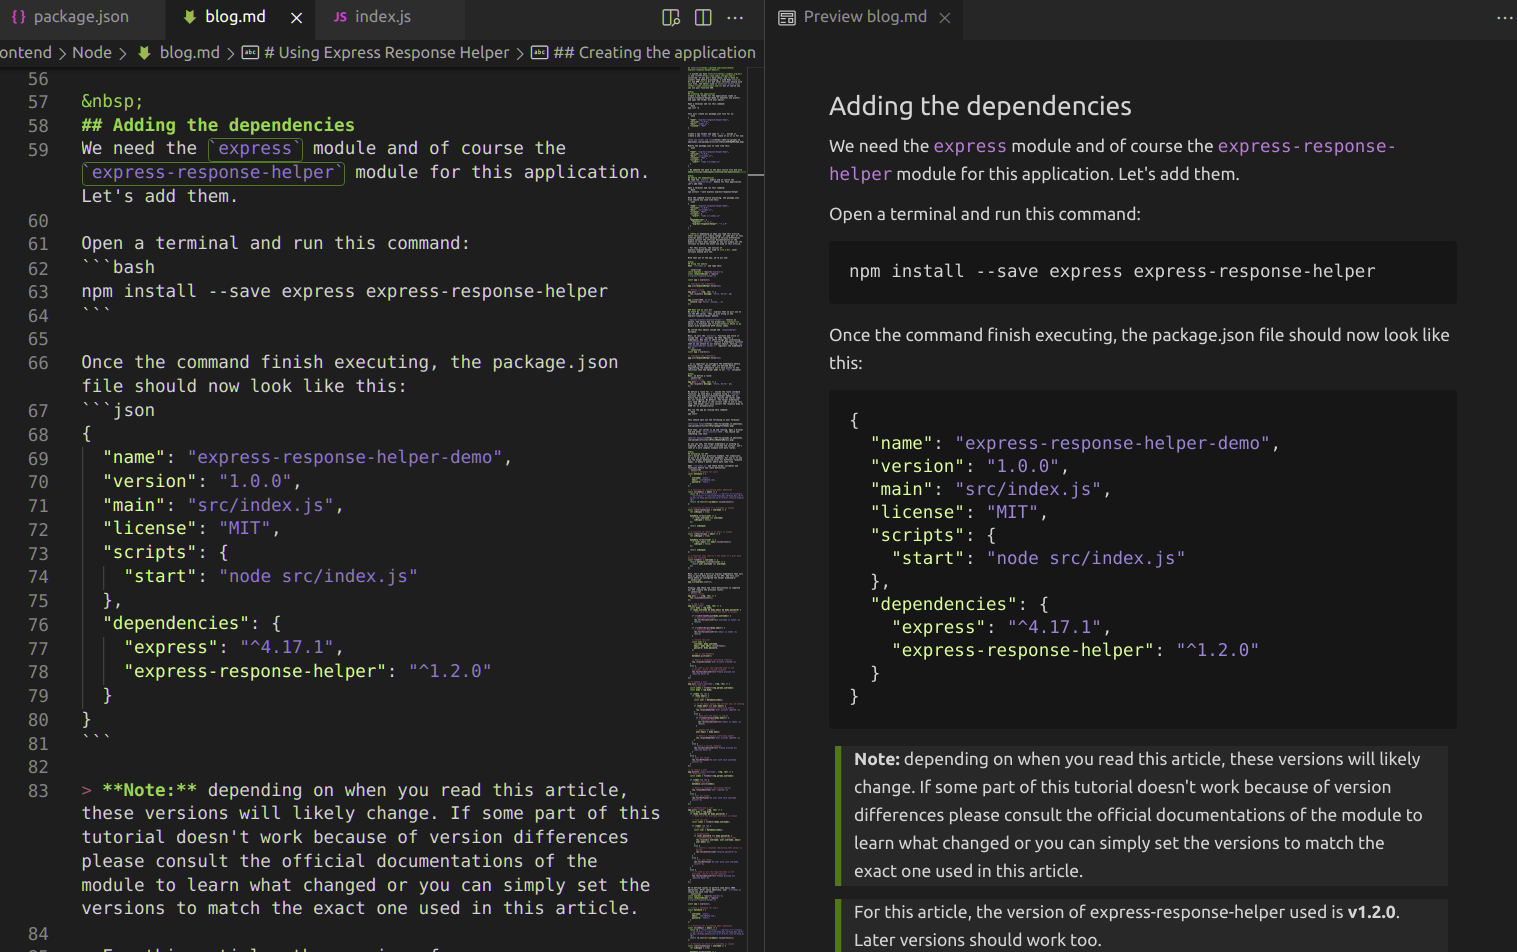 {} package.json
blog.md
JS index.js
Preview blog.md
ontend > Node > blog.md > # Using Express Response Helper > ## Creating the application
56
57 &nbsp;
58 ## Adding the dependencies
59 We need the `express` module and of course the
`express-response-helper` module for this application.
Let's add them.
60
61 Open a terminal and run this command:
62 ```bash
63 npm install --save express express-response-helper
64 ```
65
66 Once the command finish executing, the package.json
file should now look like this:
67 ```json
68 {
69 "name": "express-response-helper-demo",
70 "version": "1.0.0",
71 "main": "src/index.js",
72 "license": "MIT",
73 "scripts": {
74 "start": "node src/index.js"
75 },
76 "dependencies": {
77 "express": "^4.17.1",
78 "express-response-helper": "^1.2.0"
79 }
80 }
81 ```
82
83 > **Note:** depending on when you read this article,
these versions will likely change. If some part of this
tutorial doesn't work because of version differences
please consult the official documentations of the
module to learn what changed or you can simply set the
versions to match the exact one used in this article.
84
Adding the dependencies
We need the express module and of course the express-response-
helper module for this application. Let's add them.
Open a terminal and run this command:
npm install --save express express-response-helper
Once the command finish executing, the package.json file should now look like
this:
{
"name": "express-response-helper-demo",
"version": "1.0.0",
"main": "src/index.js",
"license": "MIT",
"scripts": {
"start": "node src/index.js"
},
"dependencies": {
"express": "^4.17.1",
"express-response-helper": "^1.2.0"
}
}
Note: depending on when you read this article, these versions will likely
change. If some part of this tutorial doesn't work because of version
differences please consult the official documentations of the module to
learn what changed or you can simply set the versions to match the
exact one used in this article.
For this article, the version of express-response-helper used is v1.2.0.
Later versions should work too.